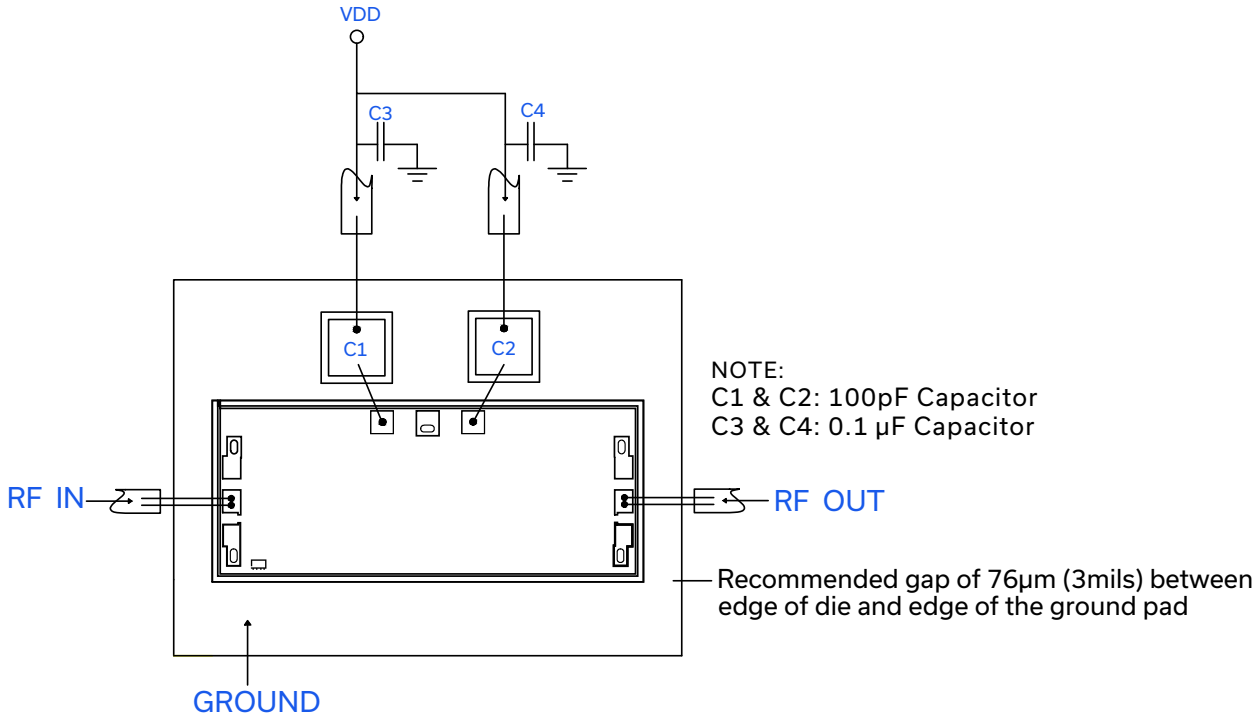 VDD
C3
C4
C1
C2
NOTE:
C1 & C2: 100pF Capacitor
C3 & C4: 0.1 µF Capacitor
RF IN
RF OUT
Recommended gap of 76µm (3mils) between
edge of die and edge of the ground pad
GROUND